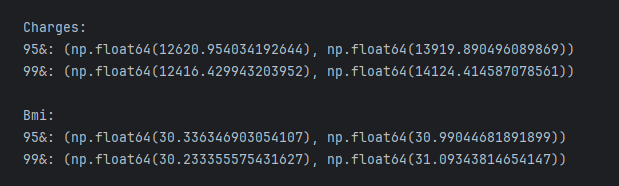 Charges:
95&: (np.float64(12620.954034192644), np.float64(13919.890496089869))
99&: (np.float64(12416.429943203952), np.float64(14124.414587078561))
Bmi:
95&: (np.float64(30.336346903054107), np.float64(30.99044681891899))
99&: (np.float64(30.233355575431627), np.float64(31.09343814654147))